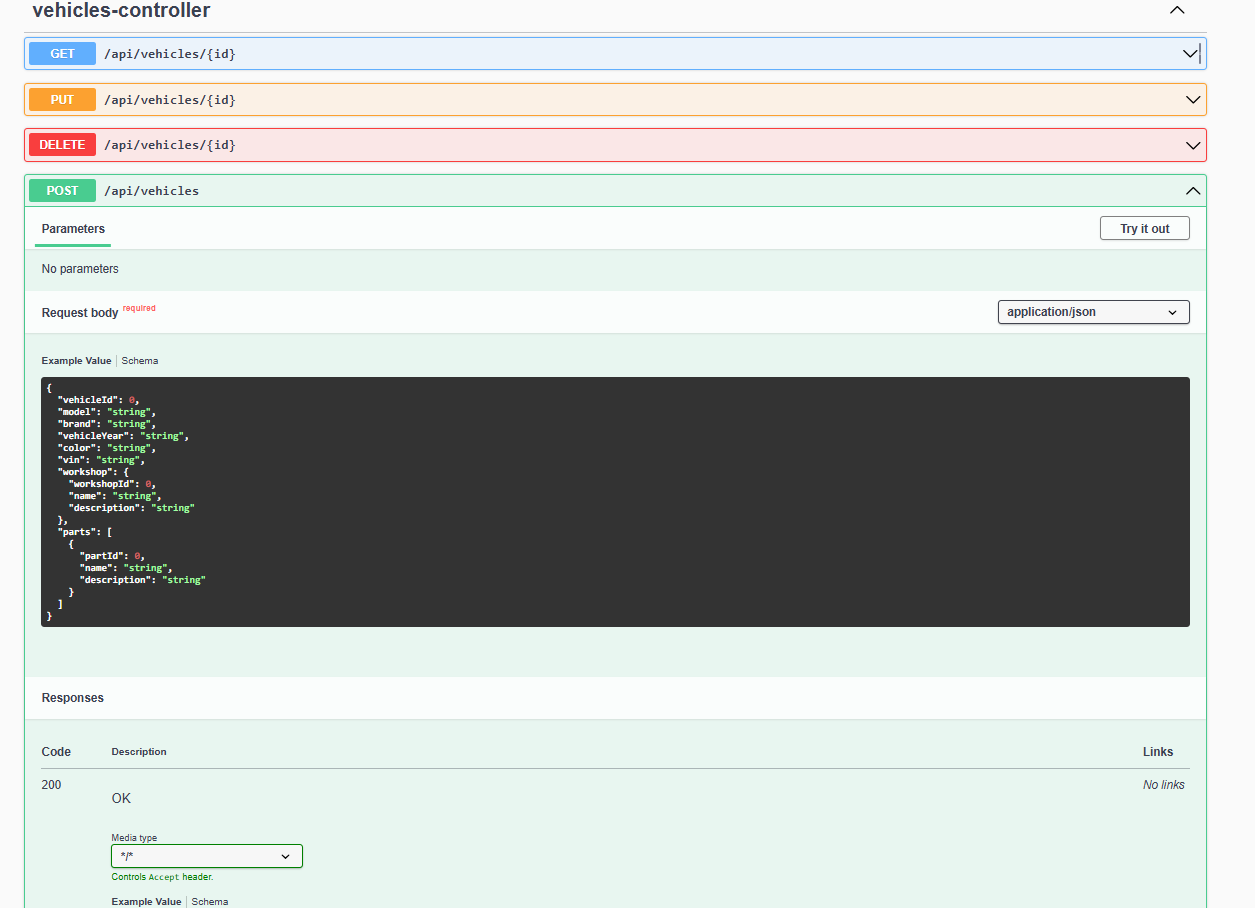 vehicles-controller
GET /api/vehicles/{id}
PUT /api/vehicles/{id}
DELETE /api/vehicles/{id}
POST /api/vehicles
Parameters Try it out
No parameters
Request body required application/json
Example Value Schema
{
  "vehicleId": 0,
  "model": "string",
  "brand": "string",
  "vehicleYear": "string",
  "color": "string",
  "vin": "string",
  "workshop": {
    "workshopId": 0,
    "name": "string",
    "description": "string"
  },
  "parts": [
    {
      "partId": 0,
      "name": "string",
      "description": "string"
    }
  ]
}
Responses
Code Description Links
200 No links
OK
Media type
*/*
Controls Accept header.
Example Value Schema